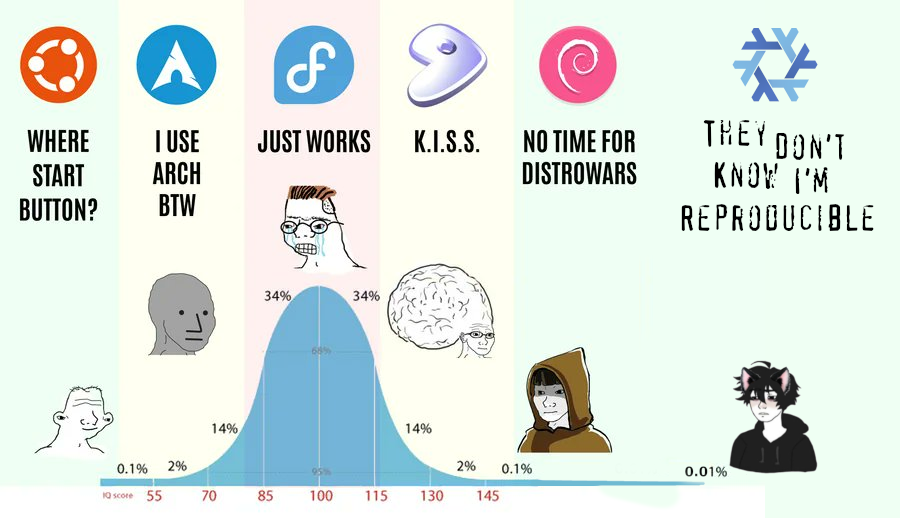 WHERE
START
BUTTON?
I USE
ARCH
BTW
JUST WORKS
K.I.S.S.
NO TIME FOR
DISTROWARS
THEY DON'T
KNOW I'M
REPRODUCIBLE
34% 34%
68%
14% 14%
0.1% 2% 95% 2% 0.1% 0.01%
IQ score 55 70 85 100 115 130 145